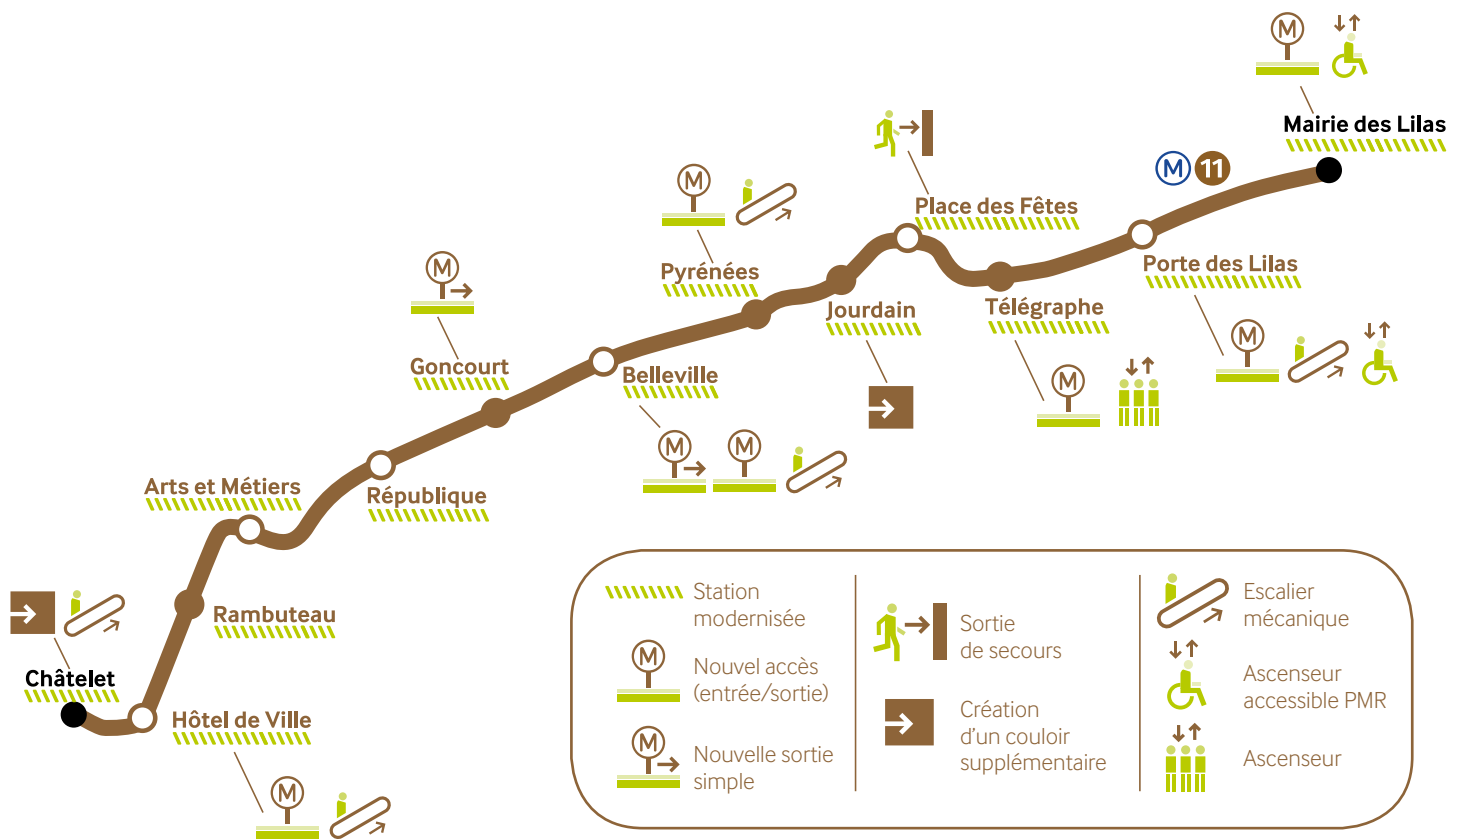 M
Mairie des Lilas
M 11
Place des Fêtes
M
Pyrénées
Porte des Lilas
M
Jourdain
Télégraphe
M
Goncourt
M
Belleville
M
M M
Arts et Métiers
République
Rambuteau
Châtelet
Hôtel de Ville
M
Station
modernisée
M
Nouvel accès
(entrée/sortie)
M
Nouvelle sortie
simple
Sortie
de secours
Création
d'un couloir
supplémentaire
Escalier
mécanique
Ascenseur
accessible PMR
Ascenseur